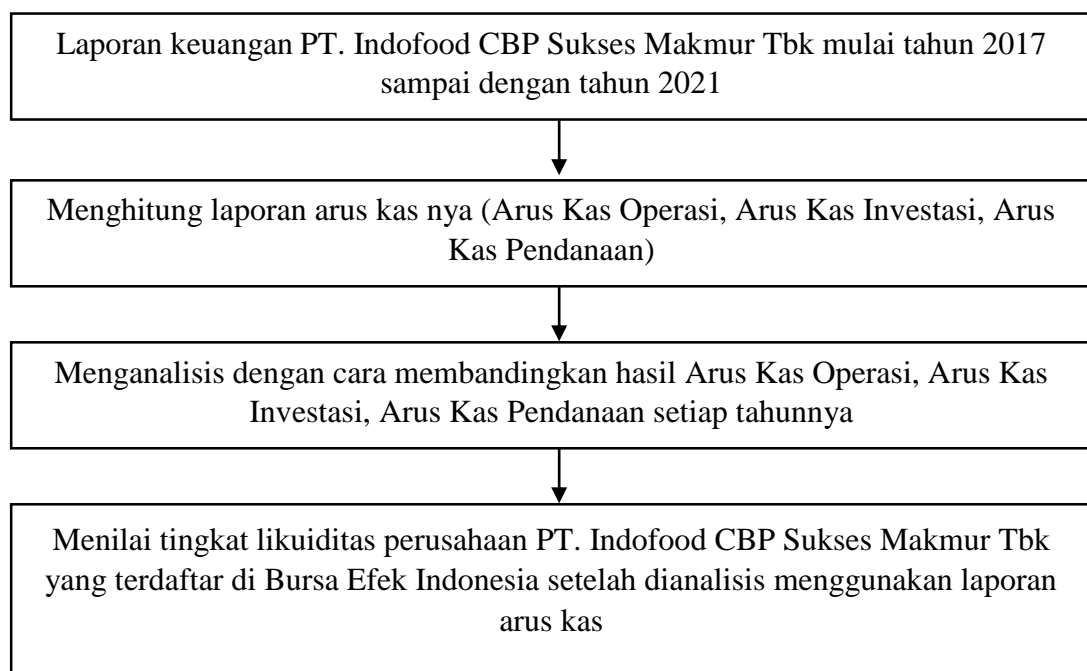 Laporan keuangan PT. Indofood CBP Sukses Makmur Tbk mulai tahun 2017
sampai dengan tahun 2021
Menghitung laporan arus kas nya (Arus Kas Operasi, Arus Kas Investasi, Arus
Kas Pendanaan)
Menganalisis dengan cara membandingkan hasil Arus Kas Operasi, Arus Kas
Investasi, Arus Kas Pendanaan setiap tahunnya
Menilai tingkat likuiditas perusahaan PT. Indofood CBP Sukses Makmur Tbk
yang terdaftar di Bursa Efek Indonesia setelah dianalisis menggunakan laporan
arus kas